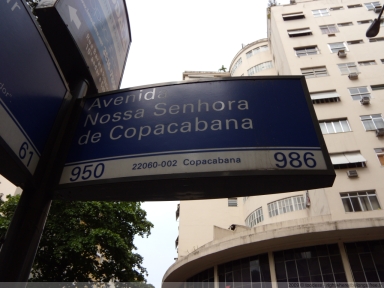 Avenida
Nossa Senhora
de Copacabana
950
22060-002 Copacabana
986
61